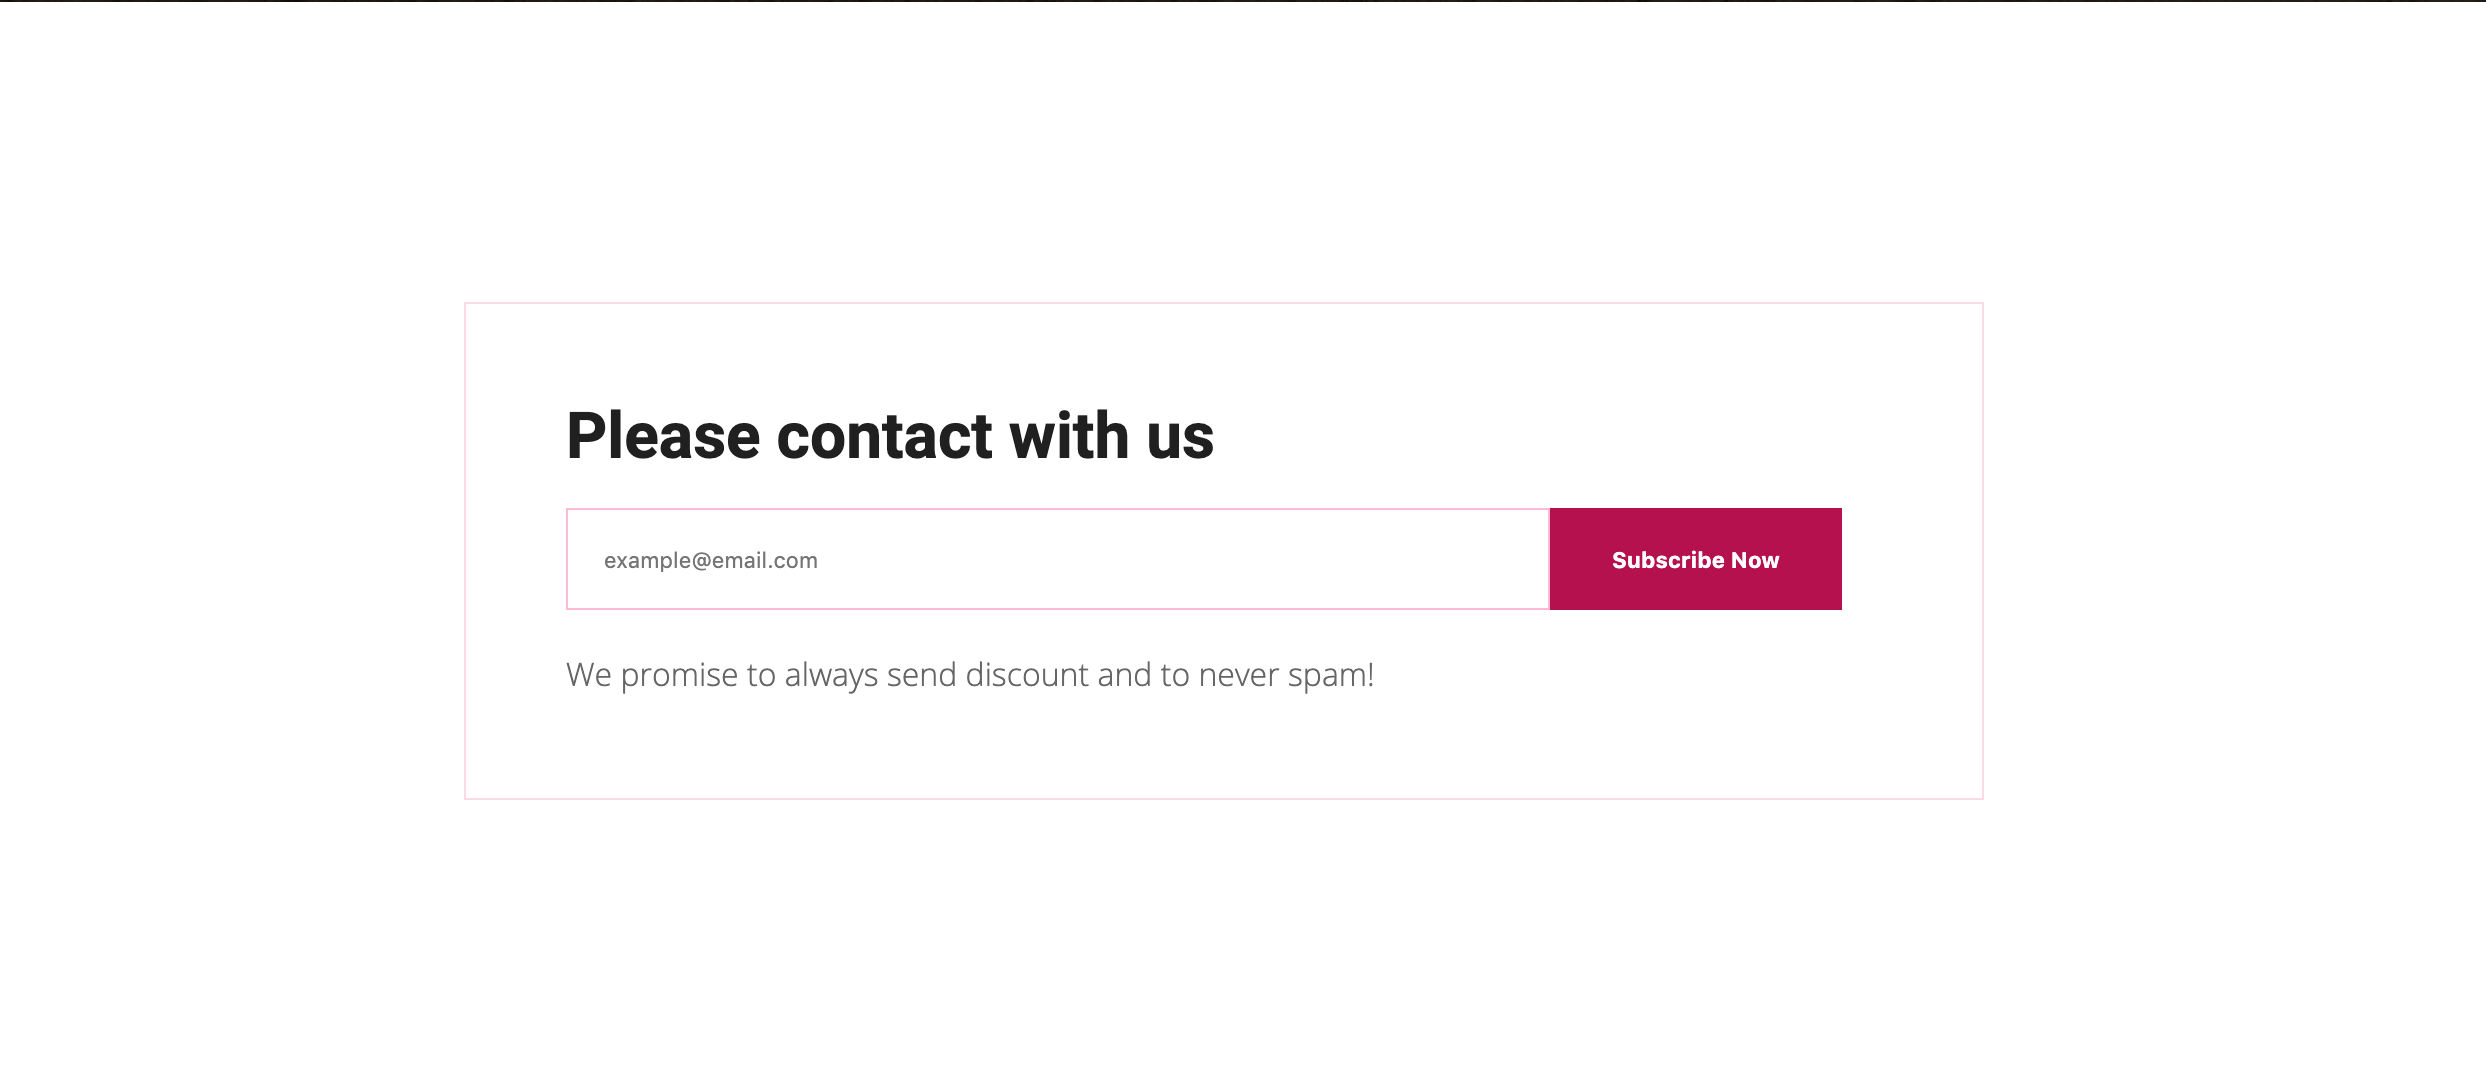 Please contact with us
example@email.com
Subscribe Now
We promise to always send discount and to never spam!